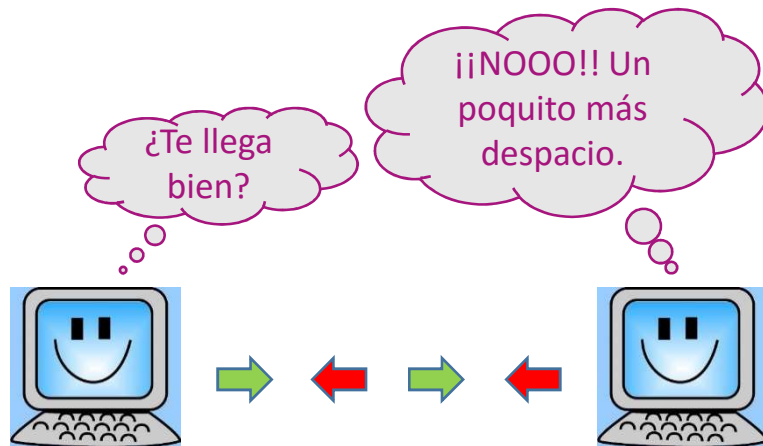 ¿Te llega
bien?
¡¡NOOO!! Un
poquito más
despacio.